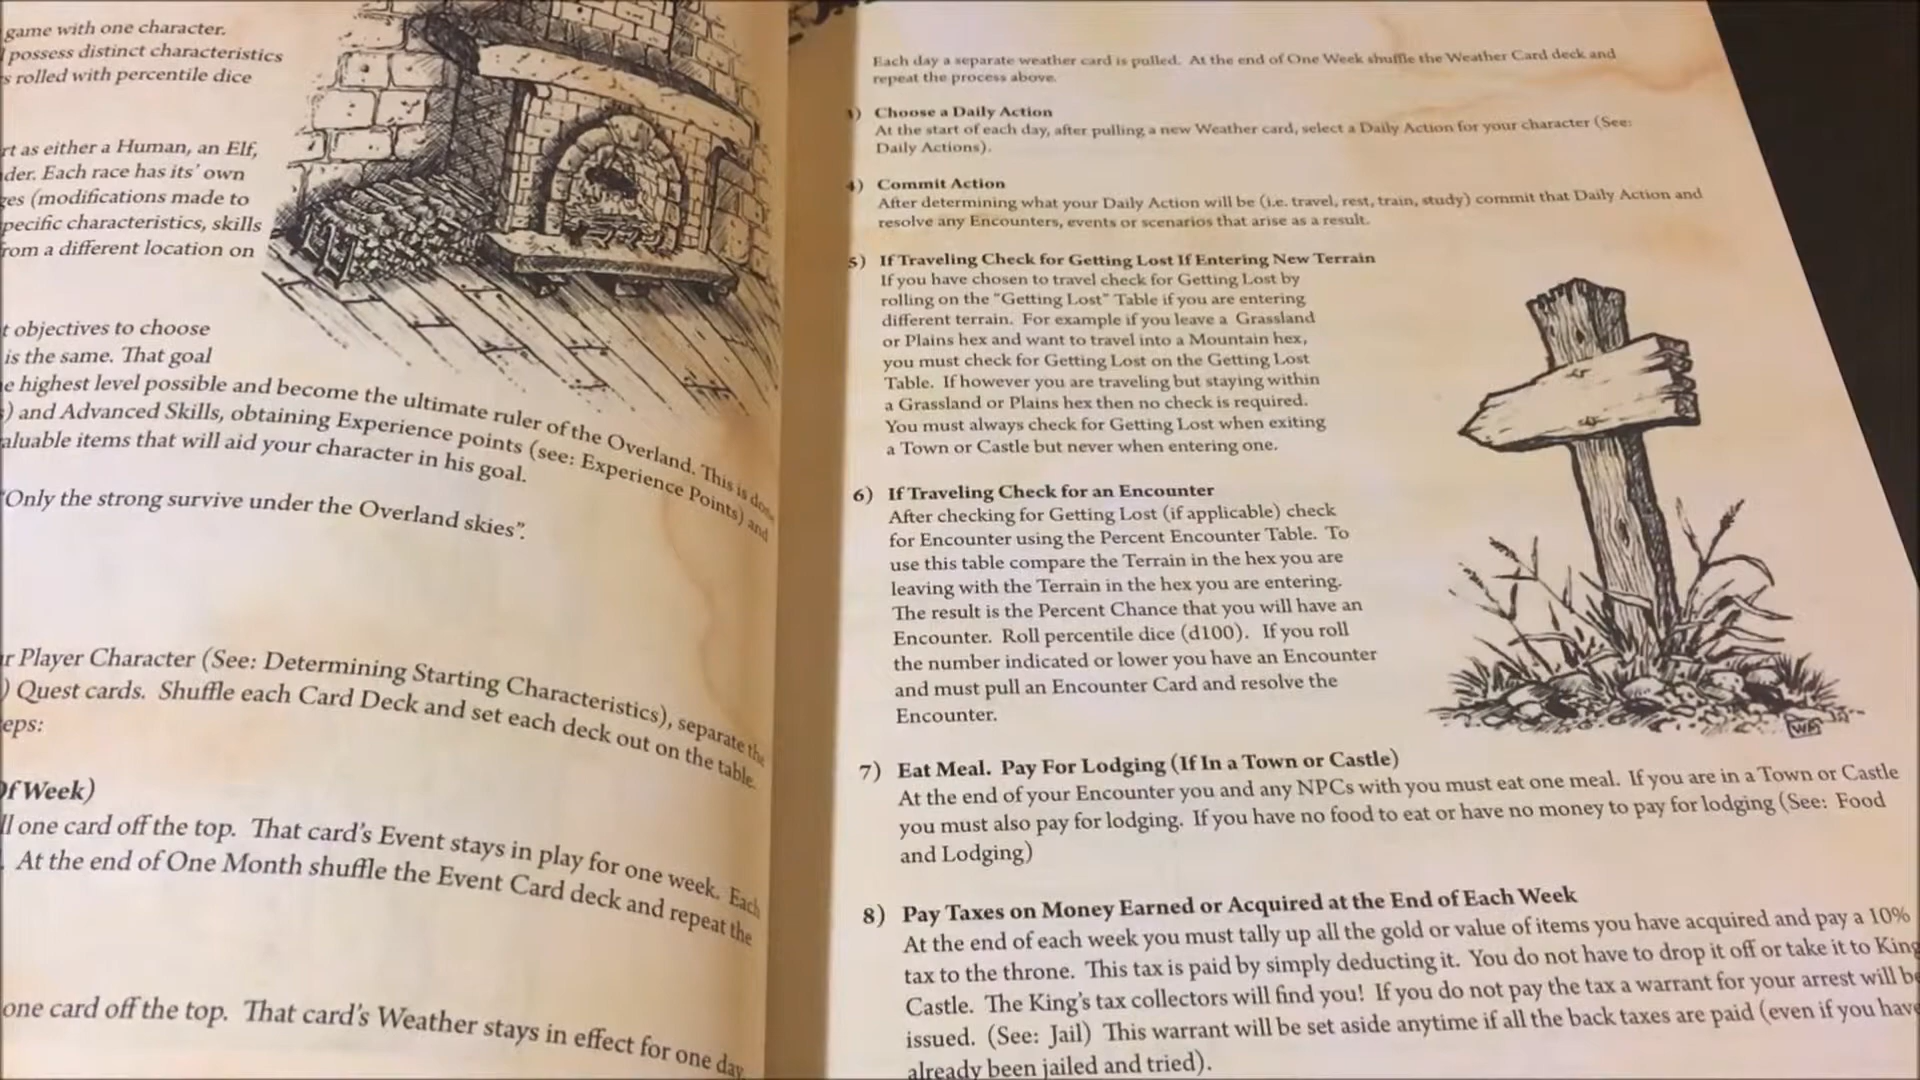 game with one character.
possess distinct characteristics
s rolled with percentile dice
rt as either a Human, an Elf,
der. Each race has its' own
ges (modifications made to
pecific characteristics, skills
rom a different location on
t objectives to choose
is the same. That goal
e highest level possible and become the ultimate ruler of the Overland. This is done
s) and Advanced Skills, obtaining Experience points (see: Experience Points) and
aluable items that will aid your character in his goal.
"Only the strong survive under the Overland skies".
r Player Character (See: Determining Starting Characteristics), separate the
) Quest cards. Shuffle each Card Deck and set each deck out on the table.
eps:
Of Week)
ll one card off the top. That card's Event stays in play for one week. Each
. At the end of One Month shuffle the Event Card deck and repeat the
one card off the top. That card's Weather stays in effect for one day.
Each day a separate weather card is pulled. At the end of One Week shuffle the Weather Card deck and
repeat the process above.
3) Choose a Daily Action
At the start of each day, after pulling a new Weather card, select a Daily Action for your character (See:
Daily Actions).
4) Commit Action
After determining what your Daily Action will be (i.e. travel, rest, train, study) commit that Daily Action and
resolve any Encounters, events or scenarios that arise as a result.
5) If Traveling Check for Getting Lost If Entering New Terrain
If you have chosen to travel check for Getting Lost by
rolling on the "Getting Lost" Table if you are entering
different terrain. For example if you leave a Grassland
or Plains hex and want to travel into a Mountain hex,
you must check for Getting Lost on the Getting Lost
Table. If however you are traveling but staying within
a Grassland or Plains hex then no check is required.
You must always check for Getting Lost when exiting
a Town or Castle but never when entering one.
6) If Traveling Check for an Encounter
After checking for Getting Lost (if applicable) check
for Encounter using the Percent Encounter Table. To
use this table compare the Terrain in the hex you are
leaving with the Terrain in the hex you are entering.
The result is the Percent Chance that you will have an
Encounter. Roll percentile dice (d100). If you roll
the number indicated or lower you have an Encounter
and must pull an Encounter Card and resolve the
Encounter.
7) Eat Meal. Pay For Lodging (If In a Town or Castle)
At the end of your Encounter you and any NPCs with you must eat one meal. If you are in a Town or Castle
you must also pay for lodging. If you have no food to eat or have no money to pay for lodging (See: Food
and Lodging)
8) Pay Taxes on Money Earned or Acquired at the End of Each Week
At the end of each week you must tally up all the gold or value of items you have acquired and pay a 10%
tax to the throne. This tax is paid by simply deducting it. You do not have to drop it off or take it to King
Castle. The King's tax collectors will find you! If you do not pay the tax a warrant for your arrest will be
issued. (See: Jail) This warrant will be set aside anytime if all the back taxes are paid (even if you have
already been jailed and tried).